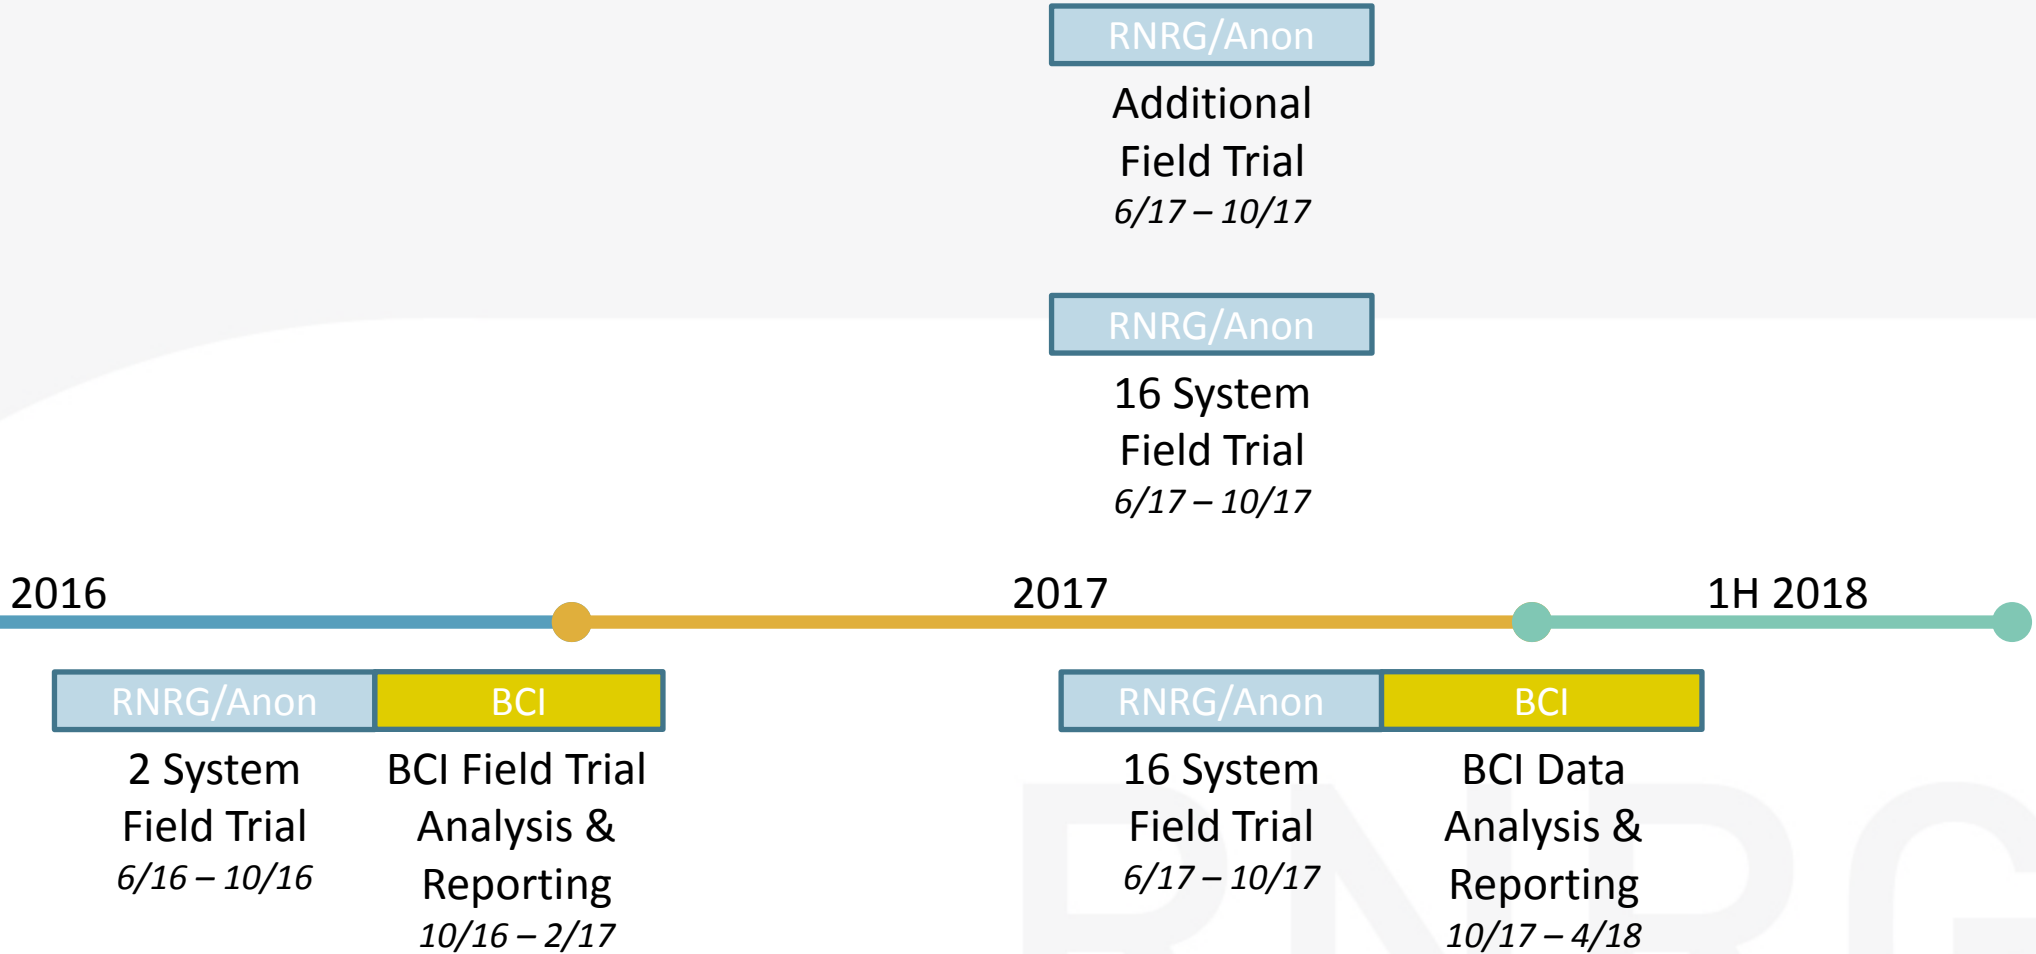 RNRG/Anon
Additional
Field Trial
6/17 – 10/17
RNRG/Anon
16 System
Field Trial
6/17 – 10/17
2016
2017
1H 2018
RNRG/Anon
BCI
2 System
Field Trial
6/16 – 10/16
BCI Field Trial
Analysis &
Reporting
10/16 – 2/17
RNRG/Anon
BCI
16 System
Field Trial
6/17 – 10/17
BCI Data
Analysis &
Reporting
10/17 – 4/18
RNRG